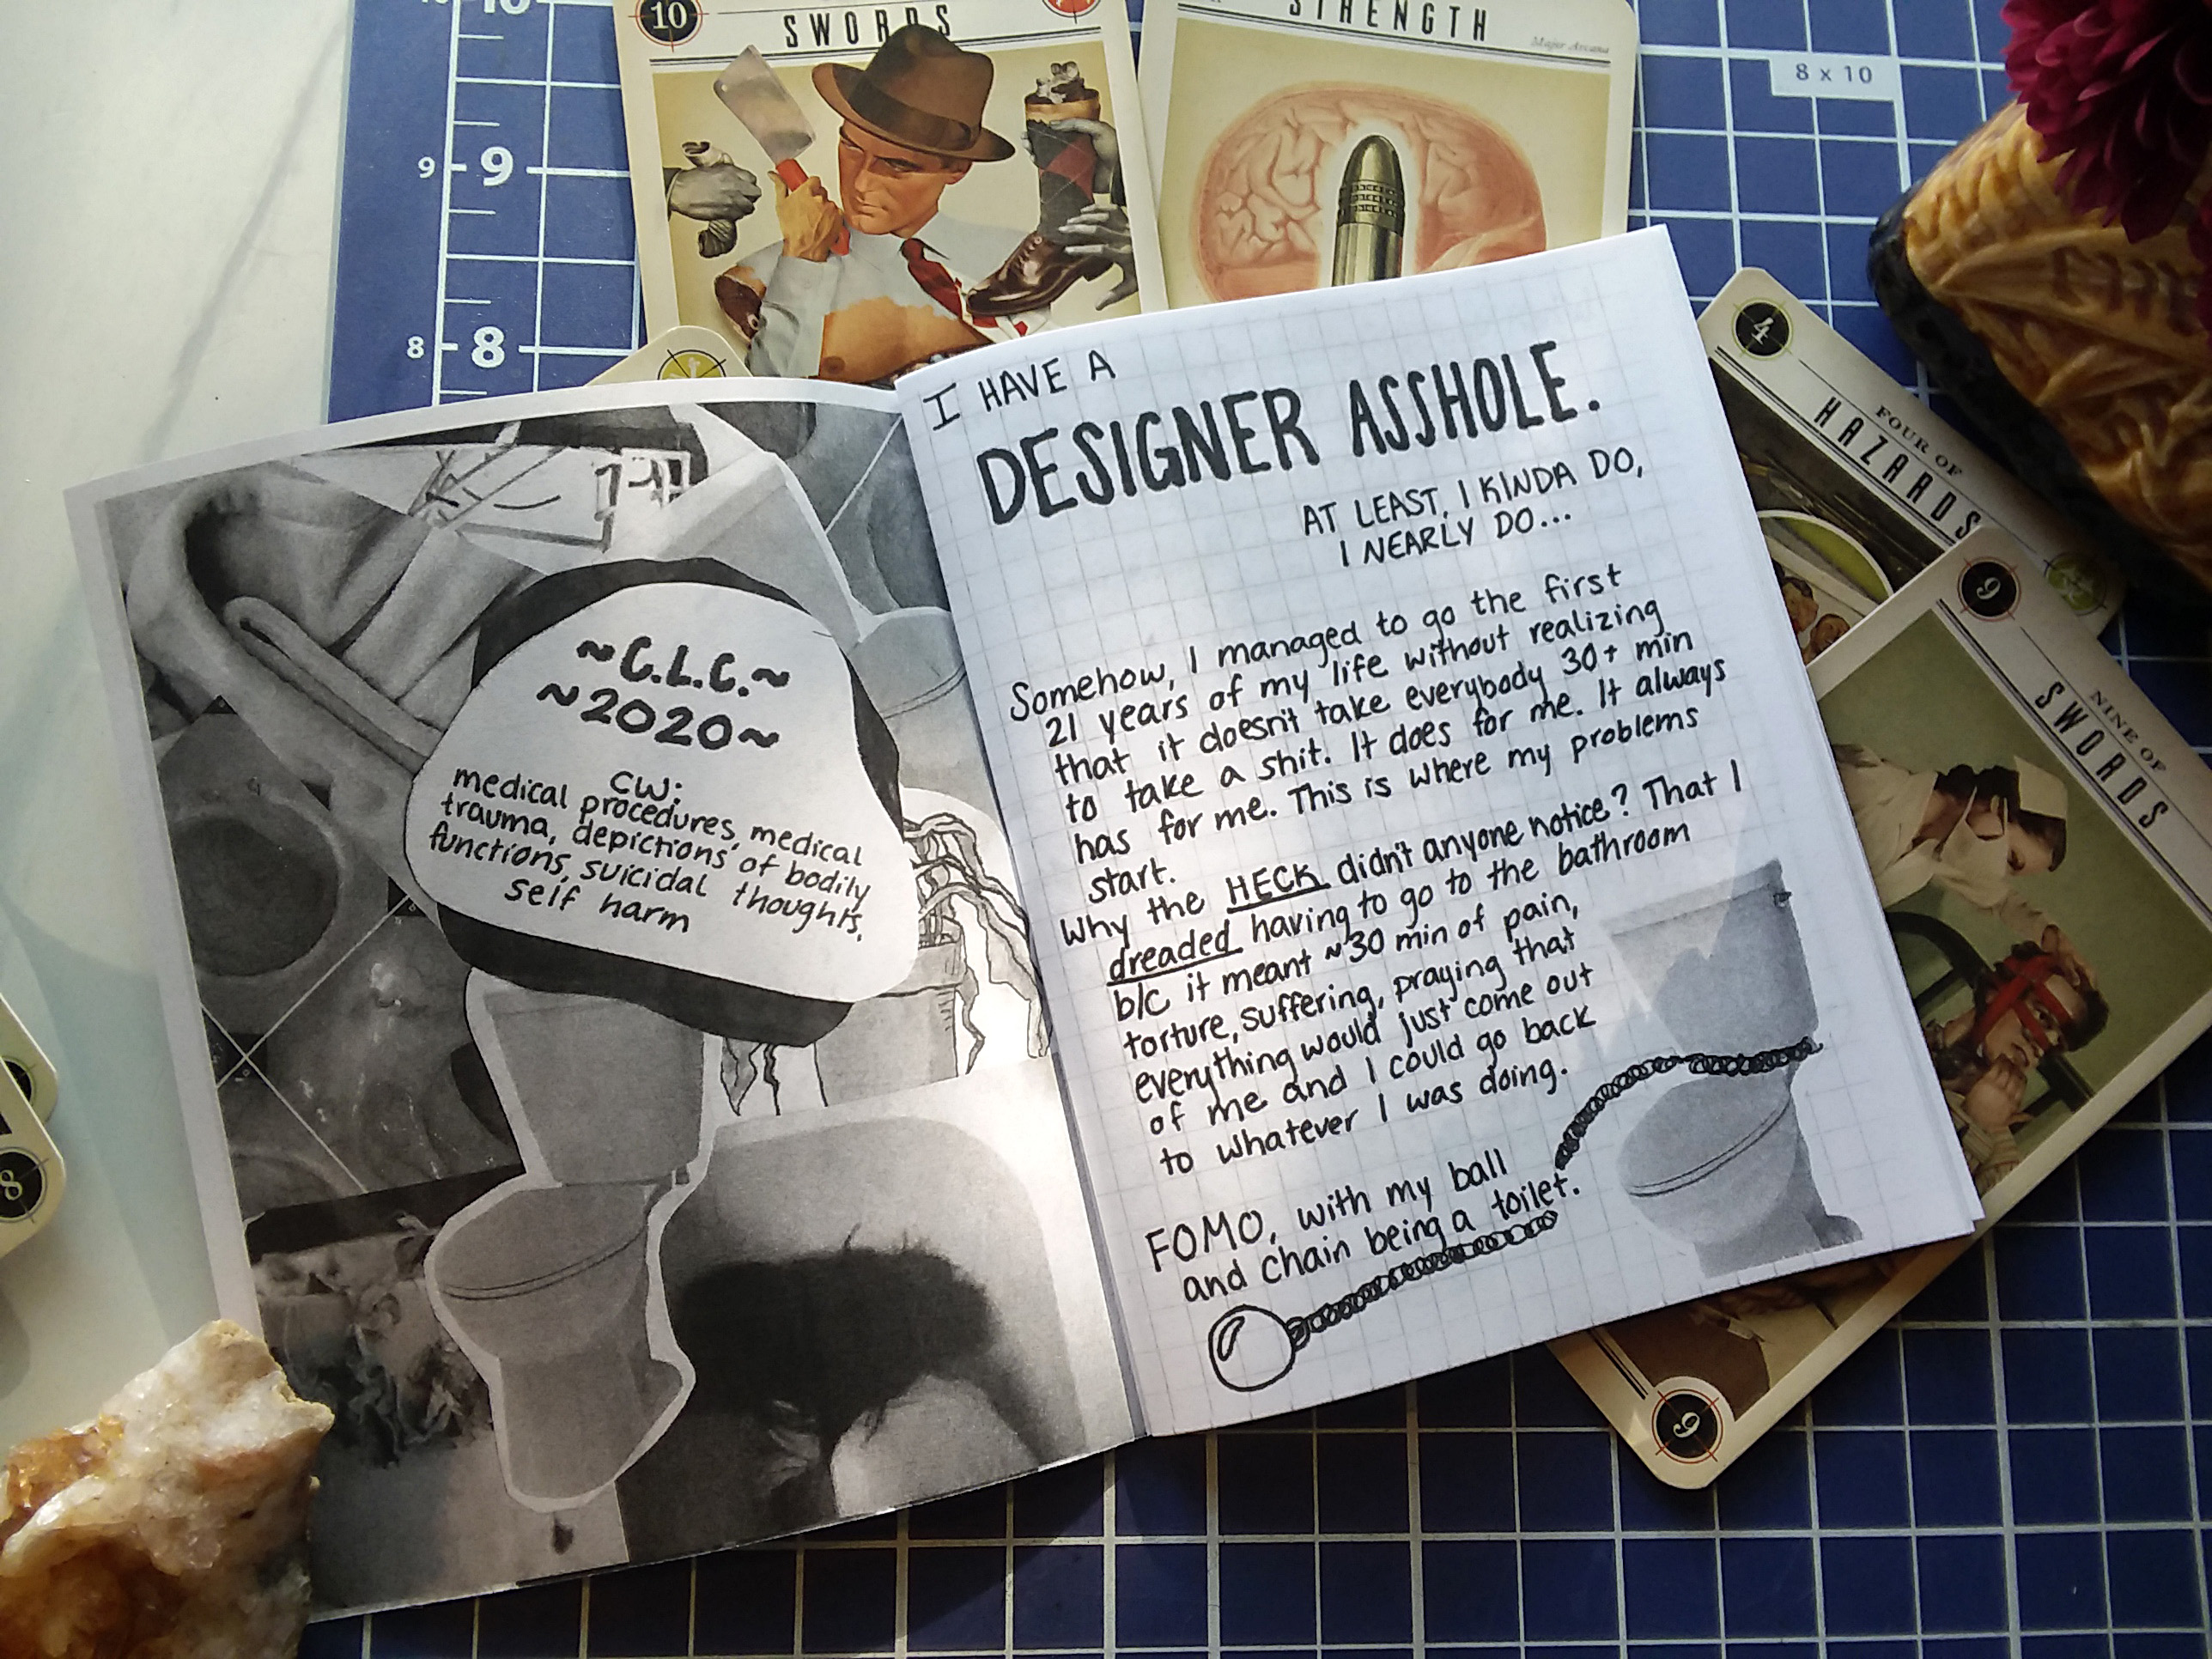 10
SWORDS
STRENGTH
Major Arcana
8 x 10
9 9
8 8
4
FOUR OF
HAZARDS
9
NINE OF
SWORDS
9
8
~C.L.C.~
~2020~
CW:
medical procedures, medical
trauma, depictions of bodily
functions, suicidal thoughts,
self harm
I HAVE A
DESIGNER ASSHOLE.
AT LEAST, I KINDA DO,
I NEARLY DO...
Somehow, I managed to go the first
21 years of my life without realizing
that it doesn't take everybody 30+ min
to take a shit. It does for me. It always
has for me. This is where my problems
start.
Why the HECK didn't anyone notice? That I
dreaded having to go to the bathroom
b/c it meant ~30 min of pain,
torture, suffering, praying that
everything would just come out
of me and I could go back
to whatever I was doing.
FOMO, with my ball
and chain being a toilet.